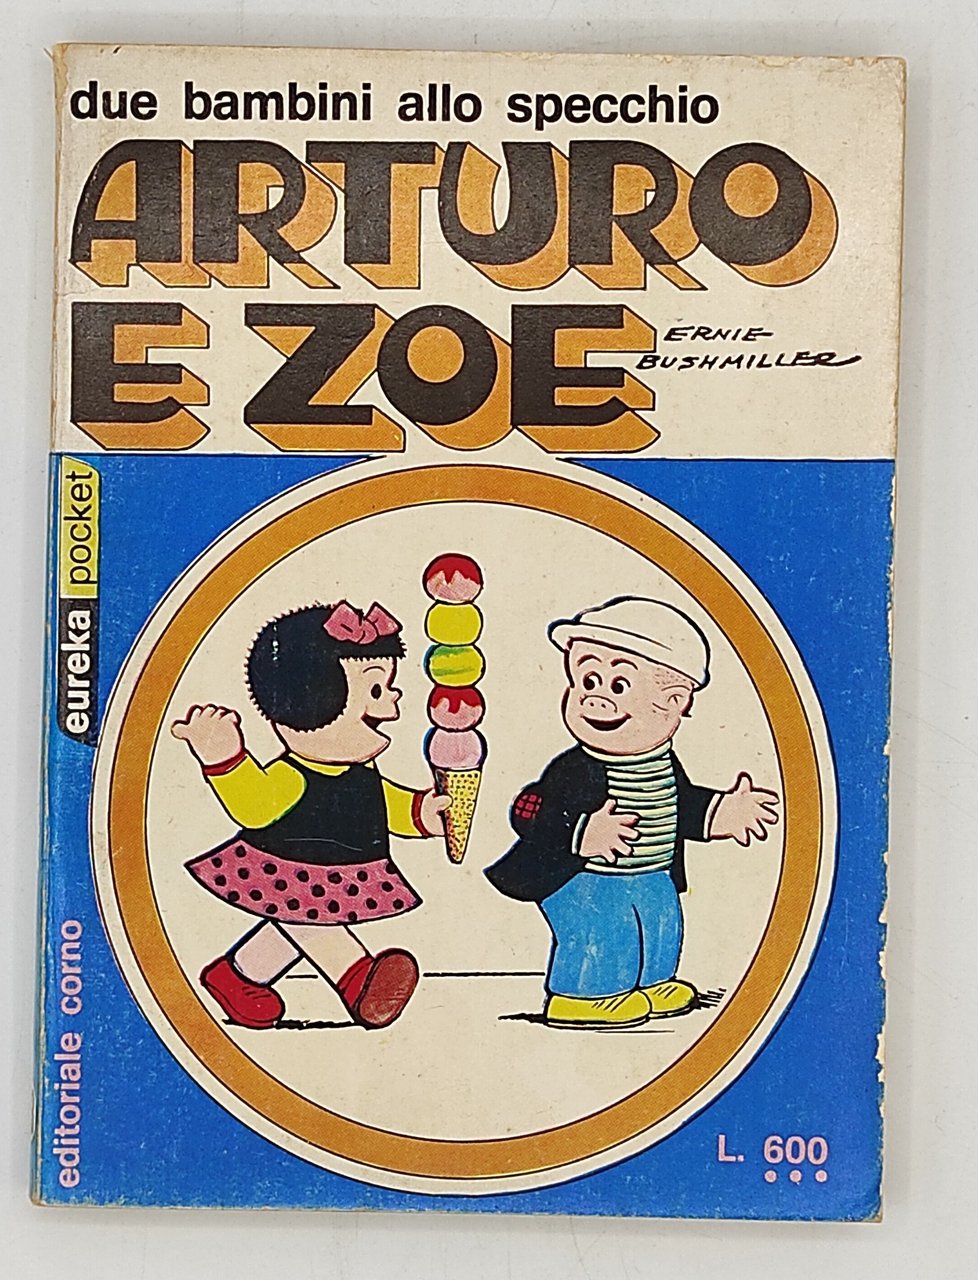 due bambini allo specchio
ARTURO
E ZOE
ERNIE
BUSHMILLER
eureka pocket
editoriale corno
L. 600